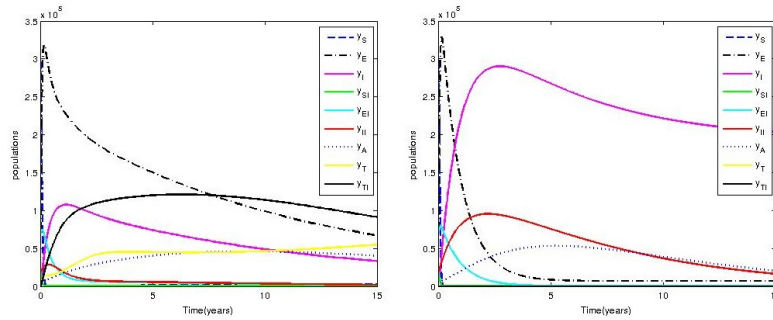 x 10^5
3.5
3
2.5
2
1.5
1
0.5
0
populations
0 5 10 15
Time(years)
y_S
y_E
y_I
y_SI
y_EI
y_II
y_A
y_T
y_TI
x 10^5
3.5
3
2.5
2
1.5
1
0.5
0
populations
0 5 10 15
Time(years)
y_S
y_E
y_I
y_SI
y_EI
y_II
y_A
y_T
y_TI